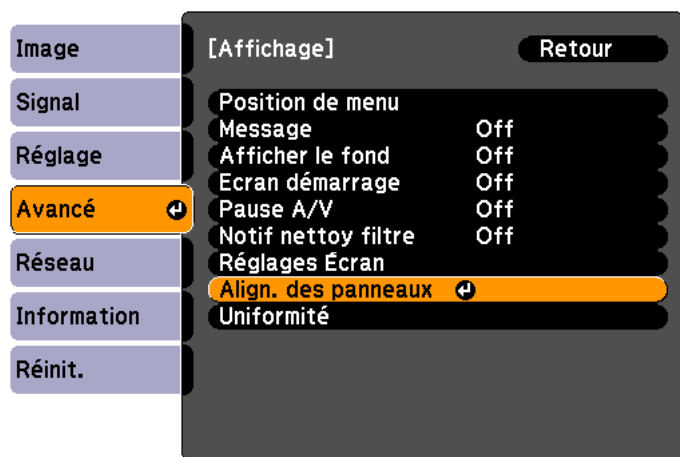 Image
Signal
Réglage
Avancé
Réseau
Information
Réinit.
[Affichage] Retour
Position de menu
Message Off
Afficher le fond Off
Ecran démarrage Off
Pause A/V Off
Notif nettoy filtre Off
Réglages Écran
Align. des panneaux
Uniformité